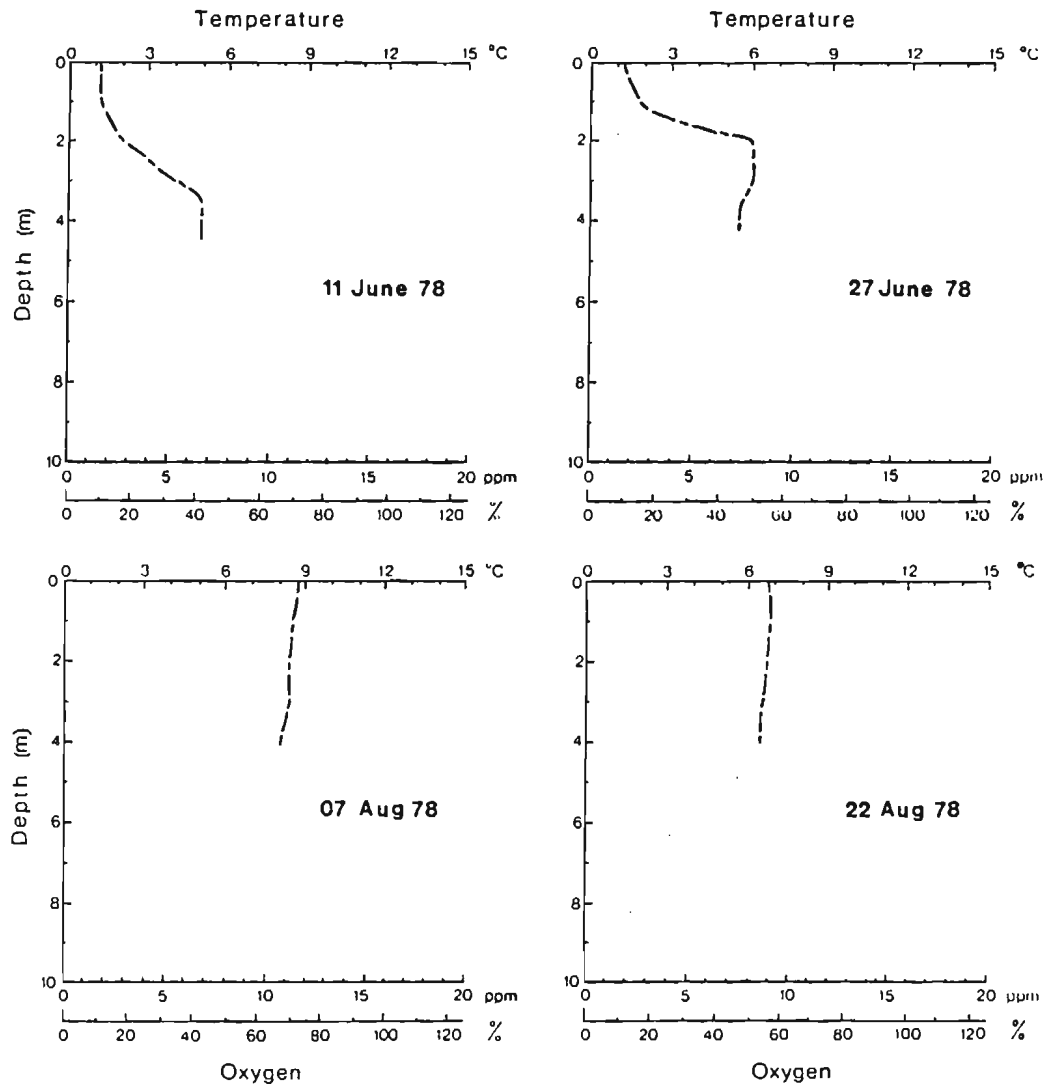 Temperature Temperature
0 3 6 9 12 15 °C 0 3 6 9 12 15 °C
0 0
2 2
4 4
11 June 78 27 June 78
Depth (m)
6 6
8 8
10 10
0 5 10 15 20 ppm 0 5 10 15 20 ppm
0 20 40 60 80 100 120 % 0 20 40 60 80 100 120 %
0 3 6 9 12 15 °C 0 3 6 9 12 15 °C
0 0
2 2
4 4
07 Aug 78 22 Aug 78
Depth (m)
6 6
8 8
10 10
0 5 10 15 20 ppm 0 5 10 15 20 ppm
0 20 40 60 80 100 120 % 0 20 40 60 80 100 120 %
Oxygen Oxygen